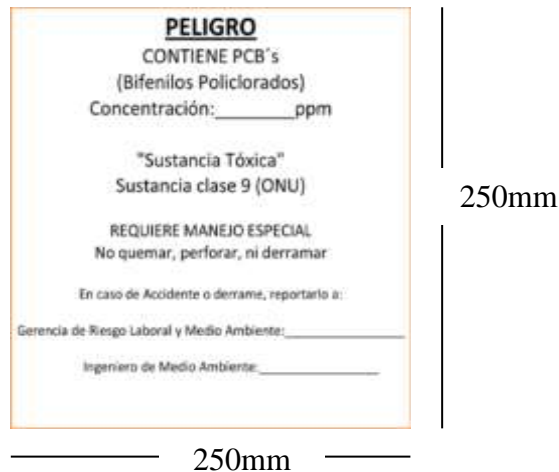 PELIGRO
CONTIENE PCB´s
(Bifenilos Policlorados)
Concentración:________ppm
"Sustancia Tóxica"
Sustancia clase 9 (ONU)
REQUIERE MANEJO ESPECIAL
No quemar, perforar, ni derramar
En caso de Accidente o derrame, reportarlo a:
Gerencia de Riesgo Laboral y Medio Ambiente:____________________
Ingeniero de Medio Ambiente:____________________
250mm
250mm